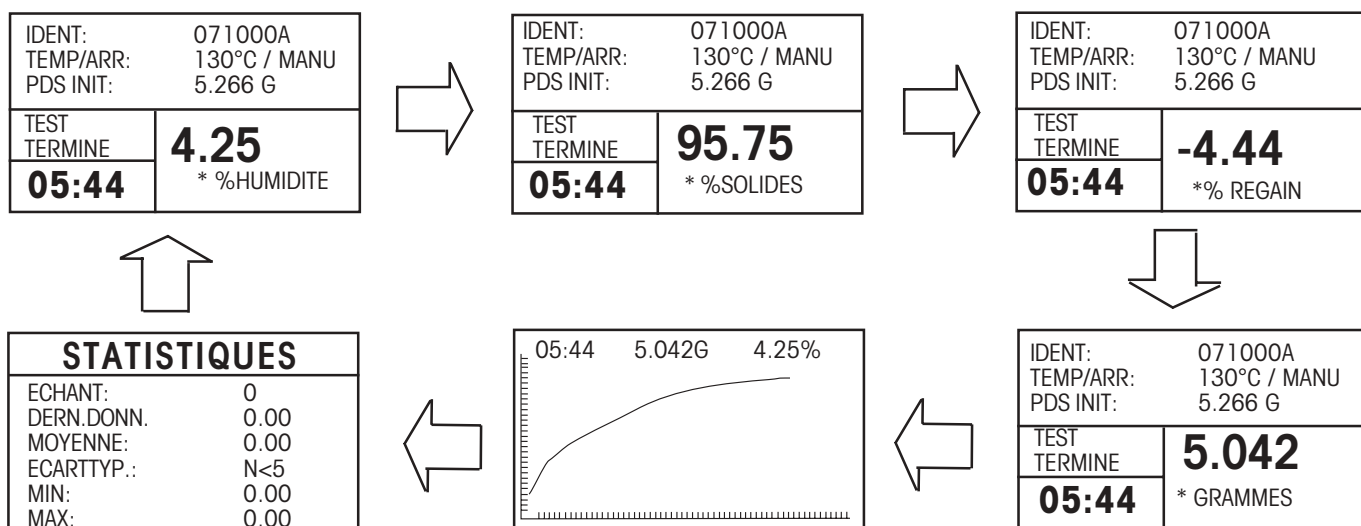 IDENT: 071000A
TEMP/ARR: 130°C / MANU
PDS INIT: 5.266 G
TEST
TERMINE
4.25
05:44
* %HUMIDITE
IDENT: 071000A
TEMP/ARR: 130°C / MANU
PDS INIT: 5.266 G
TEST
TERMINE
95.75
05:44
* %SOLIDES
IDENT: 071000A
TEMP/ARR: 130°C / MANU
PDS INIT: 5.266 G
TEST
TERMINE
-4.44
05:44
*% REGAIN
STATISTIQUES
ECHANT: 0
DERN.DONN. 0.00
MOYENNE: 0.00
ECARTTYP.: N<5
MIN: 0.00
MAX: 0.00
05:44 5.042G 4.25%
IDENT: 071000A
TEMP/ARR: 130°C / MANU
PDS INIT: 5.266 G
TEST
TERMINE
5.042
05:44
* GRAMMES